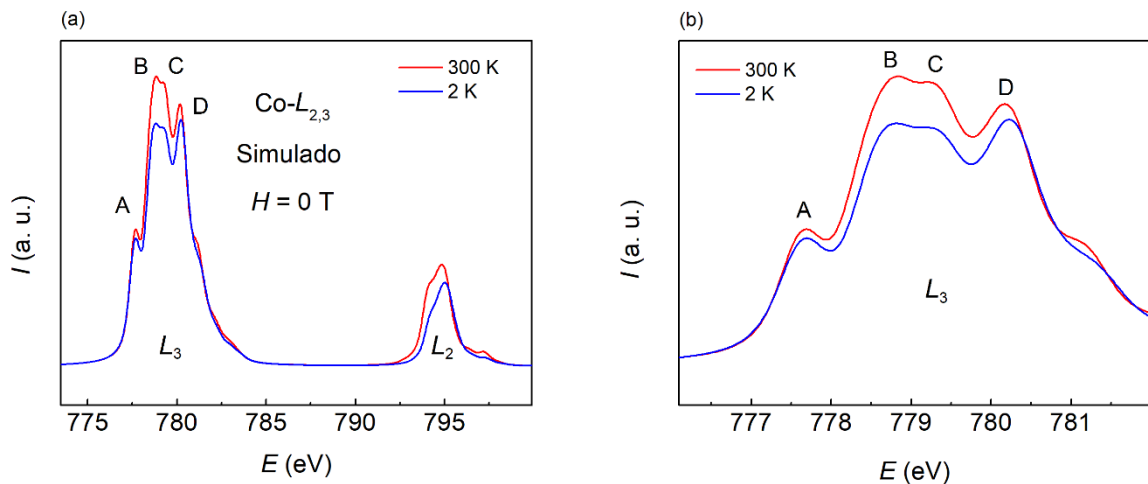 (a)
B C
D
A
300 K
2 K
Co-L2,3
Simulado
H = 0 T
L3
L2
I (a. u.)
775 780 785 790 795
E (eV)
(b)
300 K
2 K
B
C
D
A
L3
I (a. u.)
777 778 779 780 781
E (eV)